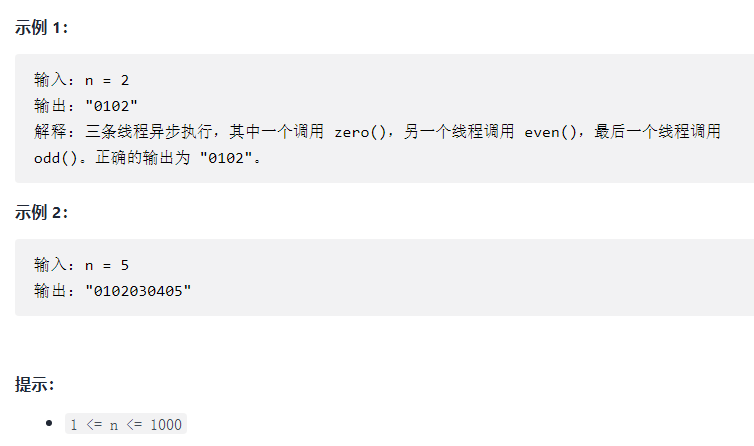 示例 1：
输入：n = 2
输出："0102"
解释：三条线程异步执行，其中一个调用 zero()，另一个线程调用 even()，最后一个线程调用
odd()。正确的输出为 "0102"。
示例 2：
输入：n = 5
输出："0102030405"
提示：
• 1 <= n <= 1000